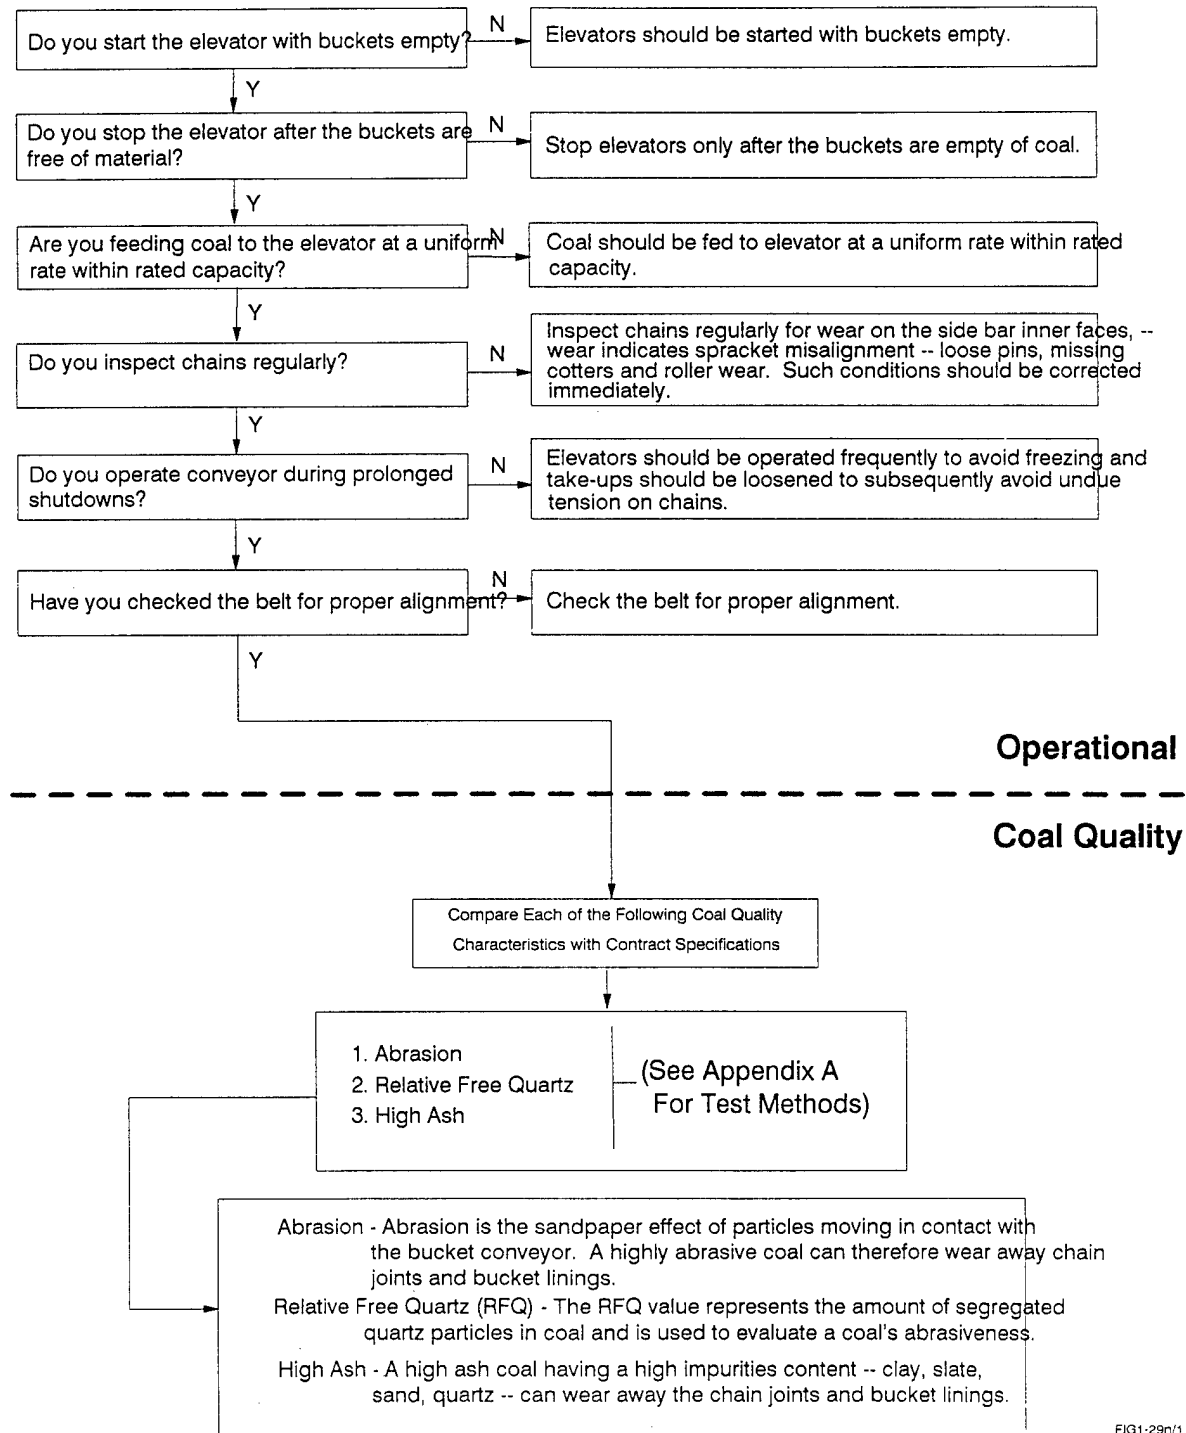 Do you start the elevator with buckets empty?
N
Elevators should be started with buckets empty.
Y
Do you stop the elevator after the buckets are
free of material?
N
Stop elevators only after the buckets are empty of coal.
Y
Are you feeding coal to the elevator at a uniform
rate within rated capacity?
N
Coal should be fed to elevator at a uniform rate within rated
capacity.
Y
Do you inspect chains regularly?
N
Inspect chains regularly for wear on the side bar inner faces, --
wear indicates spracket misalignment -- loose pins, missing
cotters and roller wear. Such conditions should be corrected
immediately.
Y
Do you operate conveyor during prolonged
shutdowns?
N
Elevators should be operated frequently to avoid freezing and
take-ups should be loosened to subsequently avoid undue
tension on chains.
Y
Have you checked the belt for proper alignment?
N
Check the belt for proper alignment.
Y
Operational
Coal Quality
Compare Each of the Following Coal Quality
Characteristics with Contract Specifications
1. Abrasion
2. Relative Free Quartz
3. High Ash
(See Appendix A
For Test Methods)
Abrasion - Abrasion is the sandpaper effect of particles moving in contact with
the bucket conveyor. A highly abrasive coal can therefore wear away chain
joints and bucket linings.
Relative Free Quartz (RFQ) - The RFQ value represents the amount of segregated
quartz particles in coal and is used to evaluate a coal's abrasiveness.
High Ash - A high ash coal having a high impurities content -- clay, slate,
sand, quartz -- can wear away the chain joints and bucket linings.
FIG1-29n/1